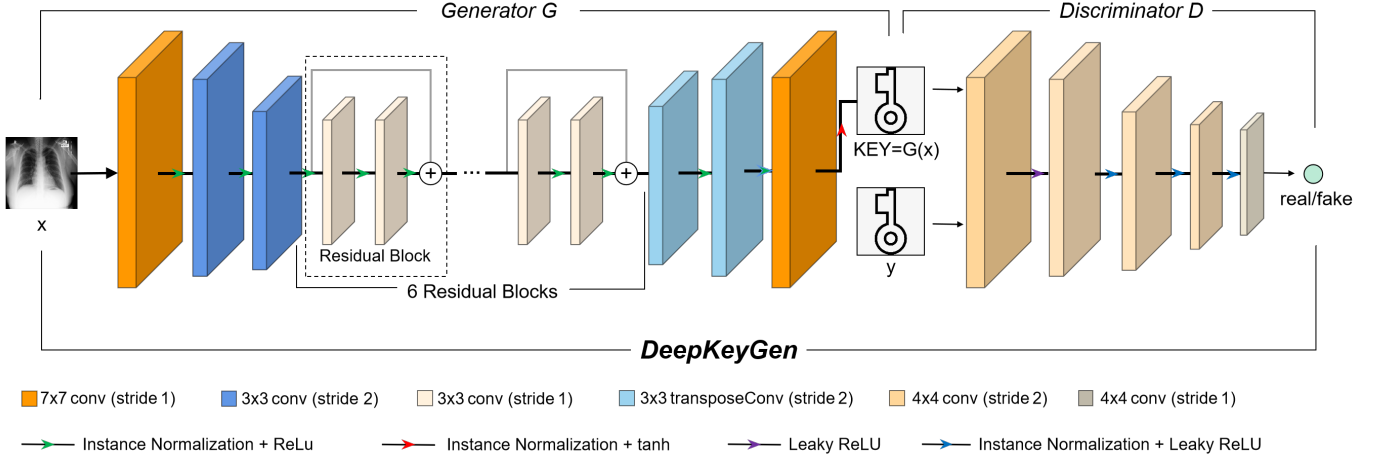 Generator G
Discriminator D
x
KEY=G(x)
y
real/fake
Residual Block
6 Residual Blocks
DeepKeyGen
7x7 conv (stride 1)
3x3 conv (stride 2)
3x3 conv (stride 1)
3x3 transposeConv (stride 2)
4x4 conv (stride 2)
4x4 conv (stride 1)
Instance Normalization + ReLu
Instance Normalization + tanh
Leaky ReLU
Instance Normalization + Leaky ReLU